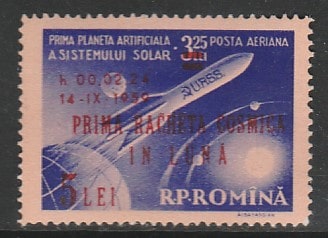 PRIMA PLANETA ARTIFICIALA
A SISTEMULUI SOLAR
3,25 POSTA AERIANA
URSS
h 00,02'24"
14-IX-1959
PRIMA RACHETA COSMICA
IN LUNA
5 LEI
R.P.ROMÎNĂ